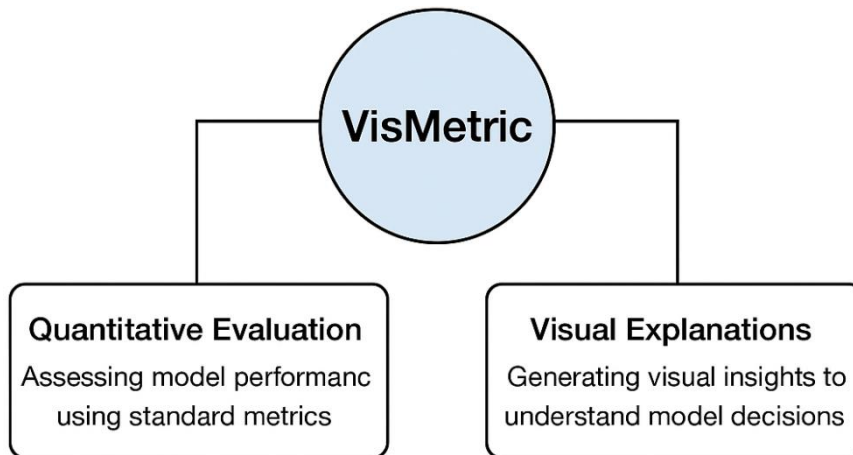 VisMetric
Quantitative Evaluation
Assessing model performanc
using standard metrics
Visual Explanations
Generating visual insights to
understand model decisions